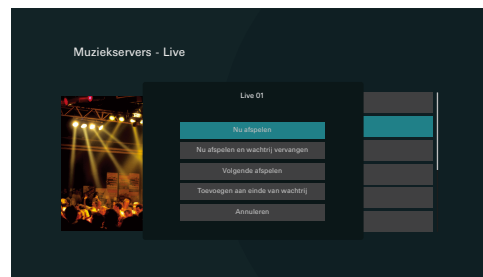 Muziekservers - Live
Live 01
Nu afspelen
Nu afspelen en wachtrij vervangen
Volgende afspelen
Toevoegen aan einde van wachtrij
Annuleren